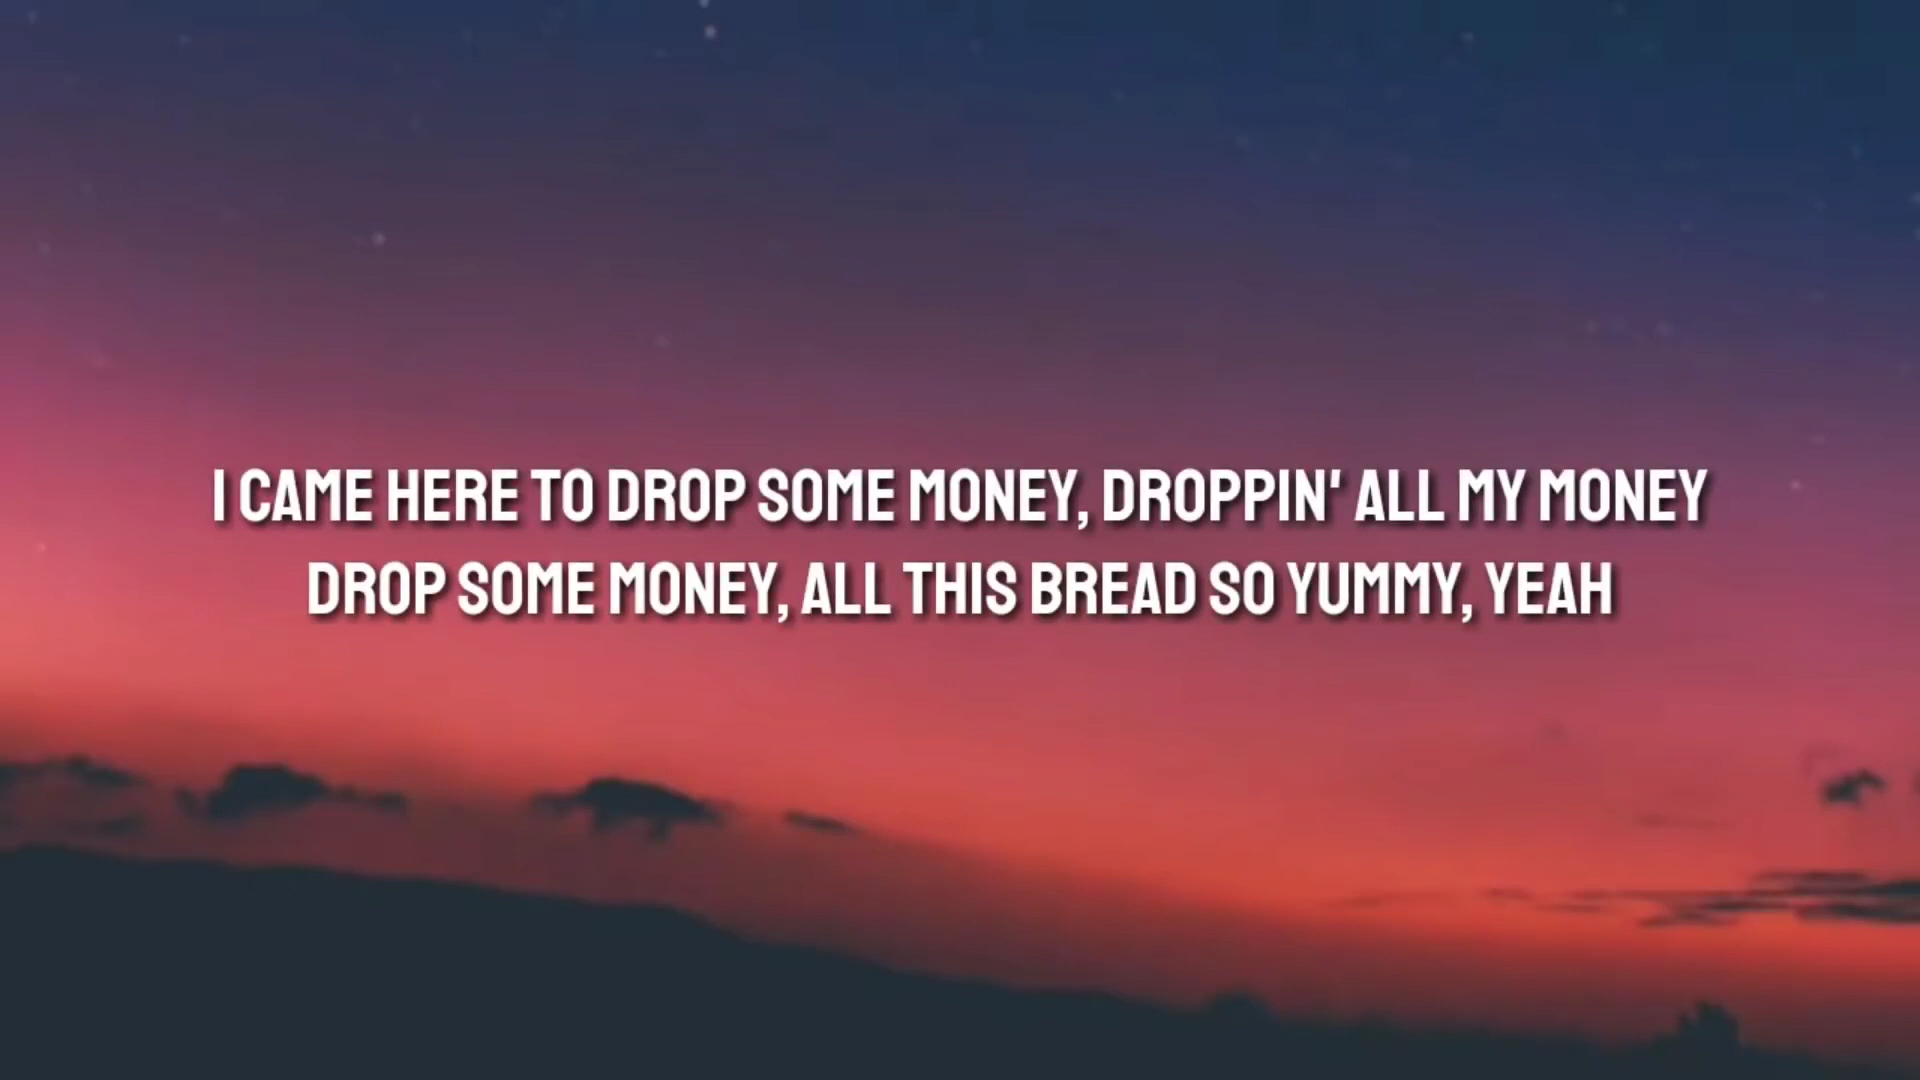 I CAME HERE TO DROP SOME MONEY, DROPPIN' ALL MY MONEY
DROP SOME MONEY, ALL THIS BREAD SO YUMMY, YEAH